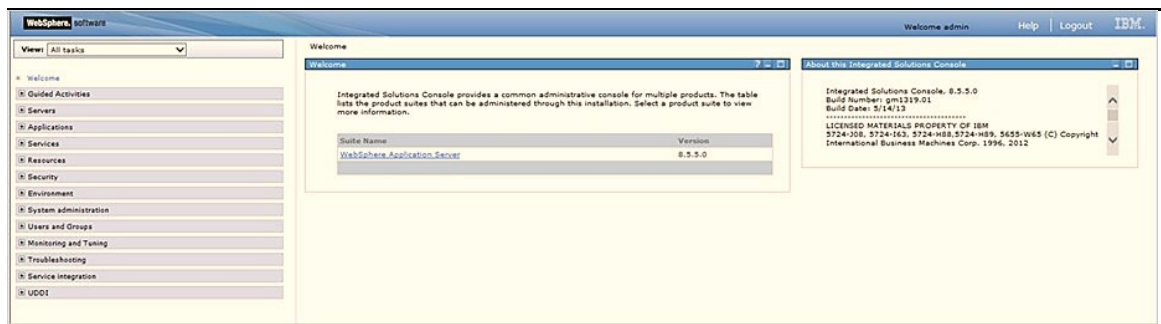 WebSphere. software
Welcome admin
Help
Logout
IBM.
View: All tasks
Welcome
Guided Activities
Servers
Applications
Services
Resources
Security
Environment
System administration
Users and Groups
Monitoring and Tuning
Troubleshooting
Service integration
UDDI
Welcome
Welcome
Integrated Solutions Console provides a common administrative console for multiple products. The table
lists the product suites that can be administered through this installation. Select a product suite to view
more information.
Suite Name Version
WebSphere Application Server 8.5.5.0
About this Integrated Solutions Console
Integrated Solutions Console, 8.5.5.0
Build Number: gm1319.01
Build Date: 5/14/13
****************************************
LICENSED MATERIALS PROPERTY OF IBM
5724-J08, 5724-I63, 5724-H88,5724-H89, 5655-W65 (C) Copyright
International Business Machines Corp. 1996, 2012